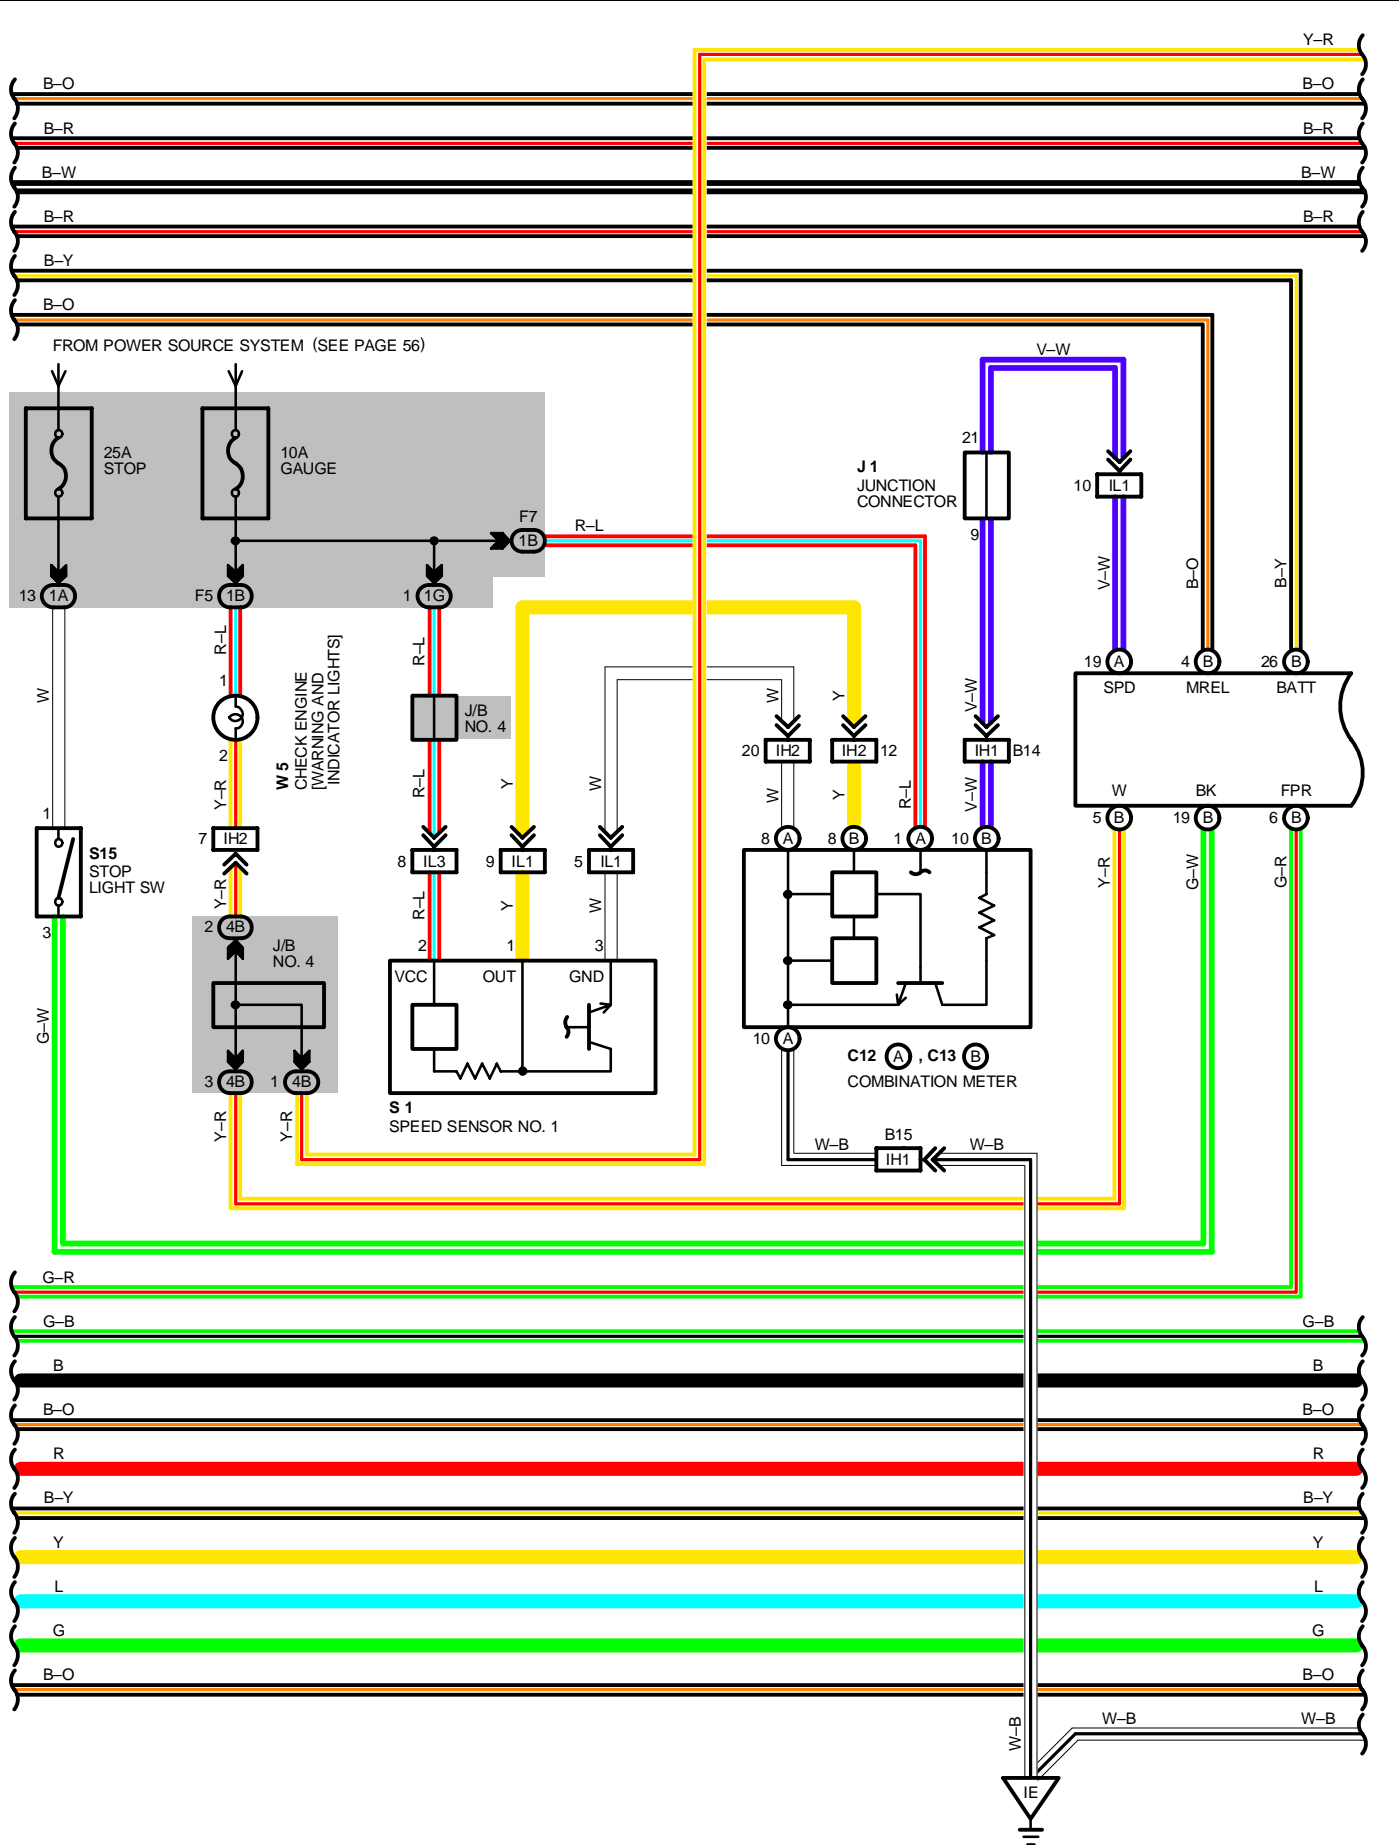 Y–R
B–O B–O
B–R B–R
B–W B–W
B–R B–R
B–Y
B–O
FROM POWER SOURCE SYSTEM (SEE PAGE 56)
V–W
25A
STOP
10A
GAUGE
21
J 1
JUNCTION
CONNECTOR
10 IL1
9
F7
1B
R–L
V–W
B–O
B–Y
13 1A
F5 1B
1 1G
W
R–L
R–L
1
2
W 5
CHECK ENGINE
[WARNING AND
INDICATOR LIGHTS]
J/B
NO. 4
W
Y
V–W
19 A
4 B
26 B
SPD
MREL
BATT
20 IH2
IH2 12
IH1 B14
Y–R
R–L
Y
W
W
Y
R–L
V–W
W
BK
FPR
5 B
19 B
6 B
1
7 IH2
8 A
8 B
1 A
10 B
S15
STOP
LIGHT SW
8 IL3
9 IL1
5 IL1
Y–R
R–L
Y
W
Y–R
G–W
G–R
3
2 4B
J/B
NO. 4
2
1
3
VCC
OUT
GND
G–W
10 A
C12 A , C13 B
COMBINATION METER
3 4B
1 4B
Y–R
Y–R
S 1
SPEED SENSOR NO. 1
W–B
B15
IH1
W–B
G–R
G–B G–B
B B
B–O B–O
R R
B–Y B–Y
Y Y
L L
G G
B–O B–O
W–B
W–B W–B
IE